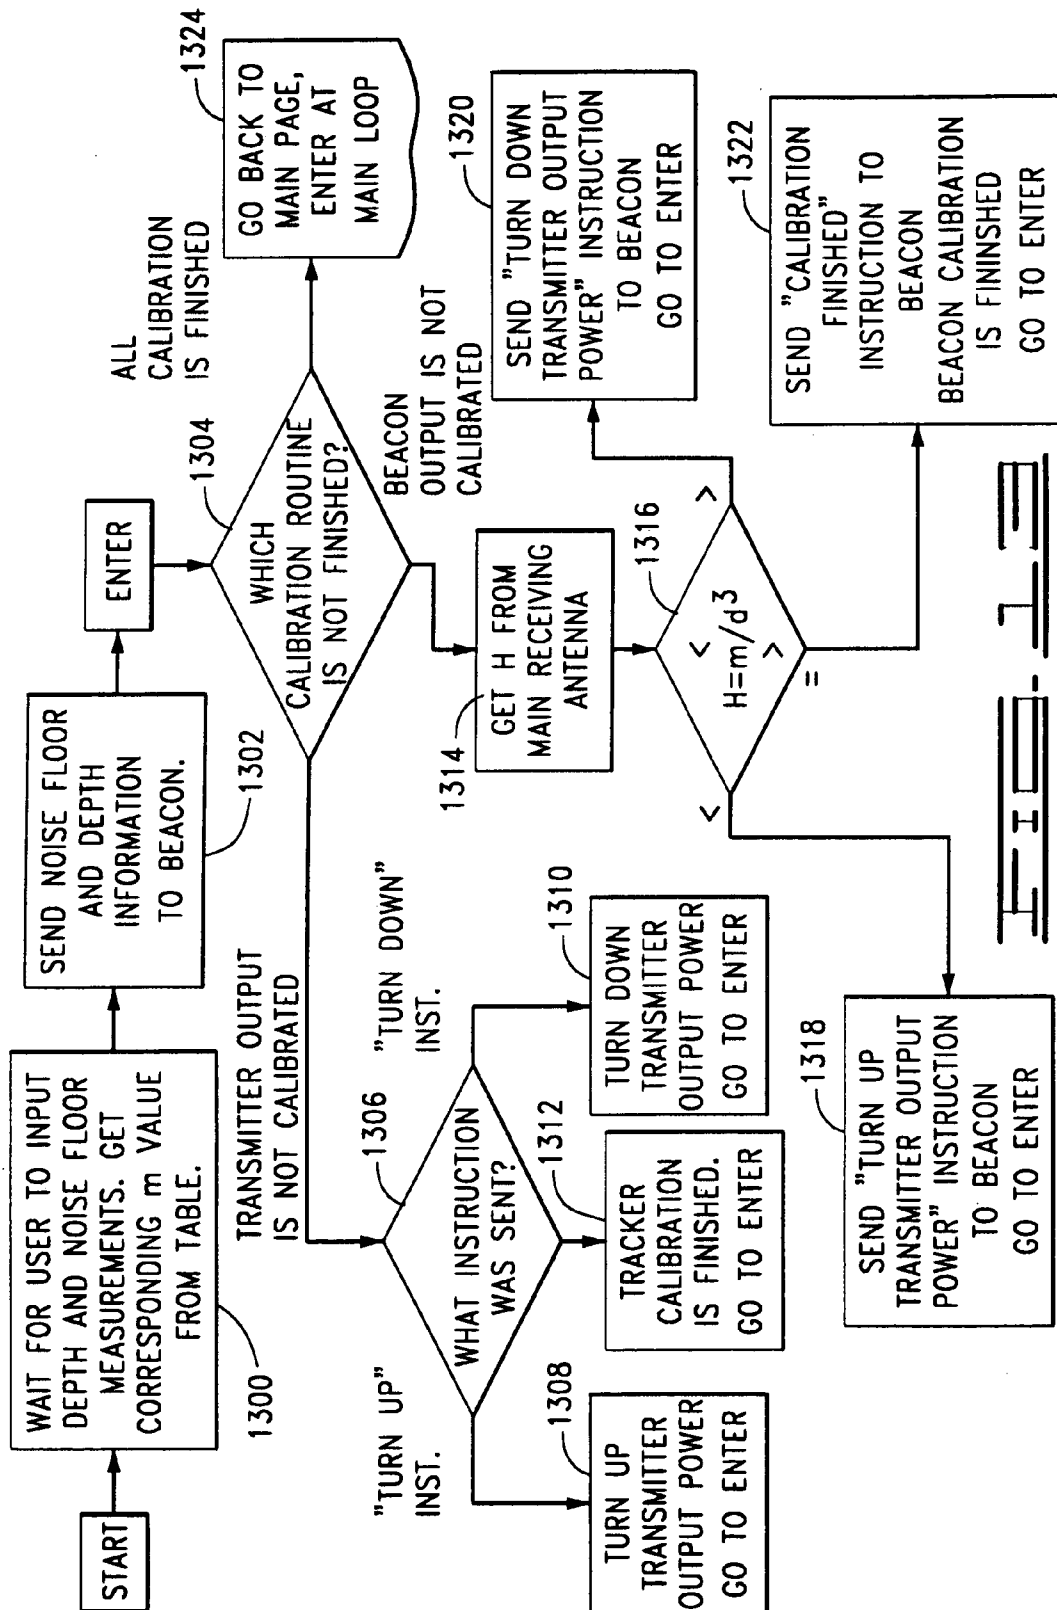 START
WAIT FOR USER TO INPUT
DEPTH AND NOISE FLOOR
MEASUREMENTS. GET
CORRESPONDING m VALUE
FROM TABLE.
1300
SEND NOISE FLOOR
AND DEPTH
INFORMATION
TO BEACON.
1302
ENTER
WHICH
CALIBRATION ROUTINE
IS NOT FINISHED?
1304
ALL
CALIBRATION
IS FINISHED
GO BACK TO
MAIN PAGE,
ENTER AT
MAIN LOOP
1324
TRANSMITTER OUTPUT
IS NOT CALIBRATED
BEACON
OUTPUT IS NOT
CALIBRATED
WHAT INSTRUCTION
WAS SENT?
1306
"TURN UP"
INST.
"TURN DOWN"
INST.
TURN UP
TRANSMITTER
OUTPUT POWER
GO TO ENTER
1308
TRACKER
CALIBRATION
IS FINISHED.
GO TO ENTER
1312
TURN DOWN
TRANSMITTER
OUTPUT POWER
GO TO ENTER
1310
GET H FROM
MAIN RECEIVING
ANTENNA
1314
<
H=m/d³
>
1316
<
=
>
SEND "TURN UP
TRANSMITTER OUTPUT
POWER" INSTRUCTION
TO BEACON
GO TO ENTER
1318
SEND "TURN DOWN
TRANSMITTER OUTPUT
POWER" INSTRUCTION
TO BEACON
GO TO ENTER
1320
SEND "CALIBRATION
FINISHED"
INSTRUCTION TO
BEACON
BEACON CALIBRATION
IS FININSHED
GO TO ENTER
1322